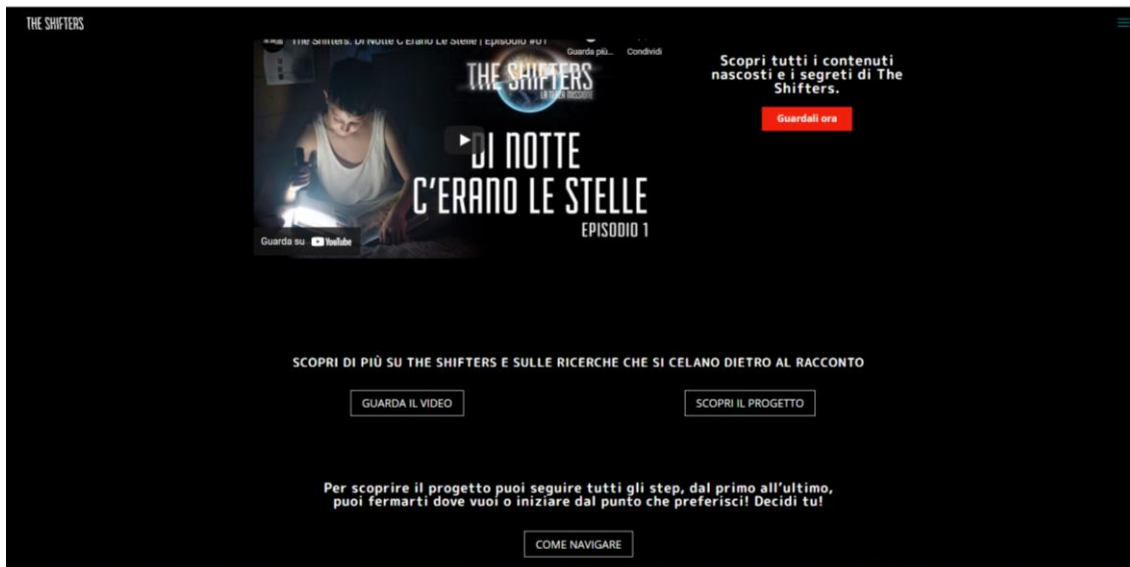 THE SHIFTERS
The Shifters. Di Notte C'Erano Le Stelle | Episodio #01
Guarda più... Condividi
THE SHIFTERS
LA TERZA MISSIONE
DI NOTTE
C'ERANO LE STELLE
EPISODIO 1
Guarda su YouTube
Scopri tutti i contenuti
nascosti e i segreti di The
Shifters.
Guardali ora
SCOPRI DI PIÙ SU THE SHIFTERS E SULLE RICERCHE CHE SI CELANO DIETRO AL RACCONTO
GUARDA IL VIDEO
SCOPRI IL PROGETTO
Per scoprire il progetto puoi seguire tutti gli step, dal primo all'ultimo,
puoi fermarti dove vuoi o iniziare dal punto che preferisci! Decidi tu!
COME NAVIGARE